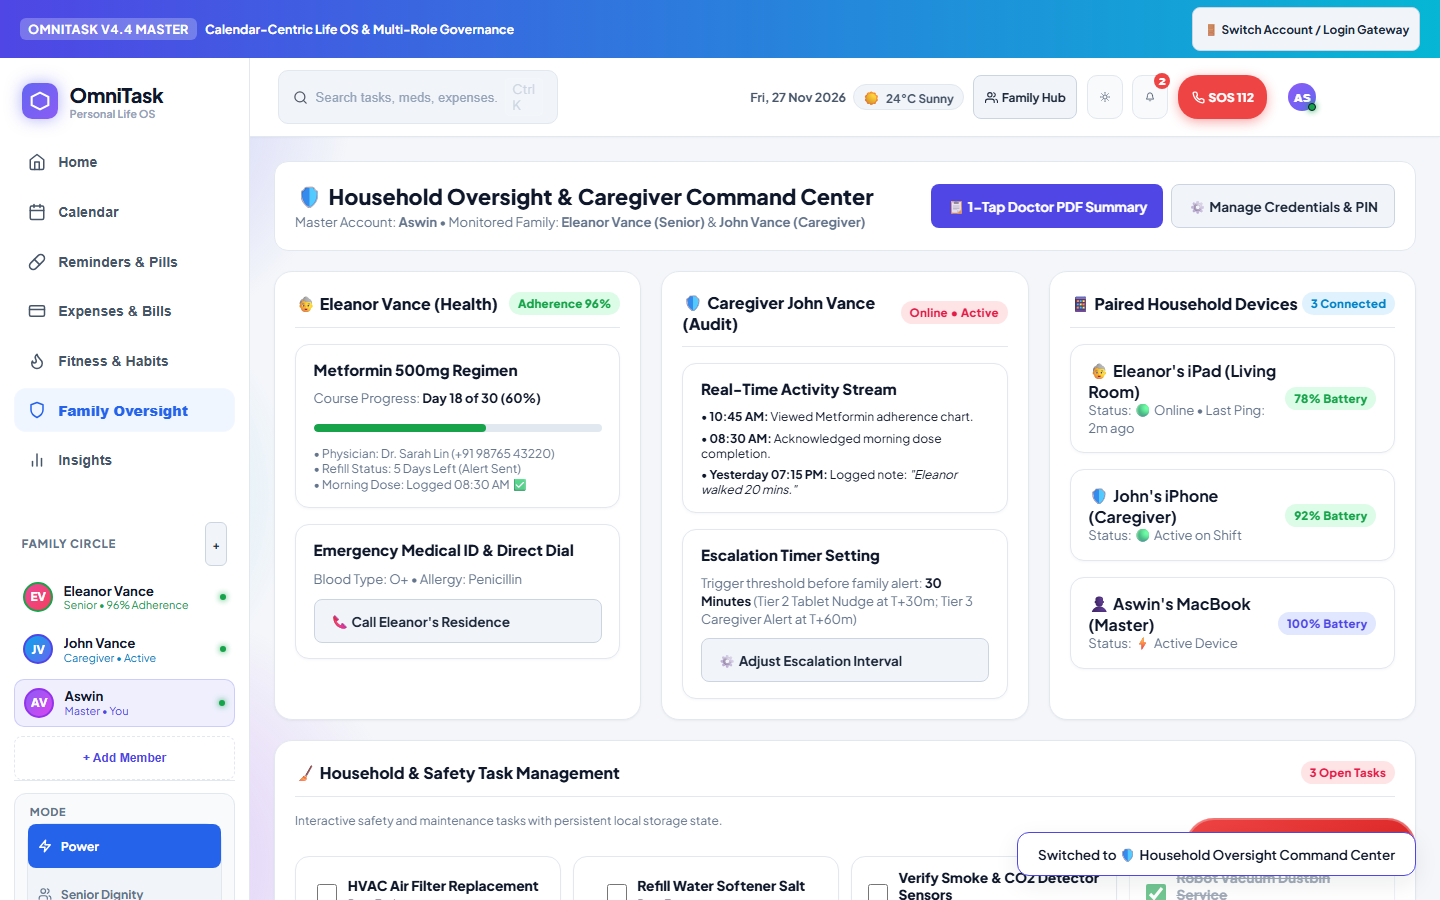 OMNITASK V4.4 MASTER Calendar-Centric Life OS & Multi-Role Governance
Switch Account / Login Gateway
OmniTask
Personal Life OS
Search tasks, meds, expenses.
Ctrl
K
Fri, 27 Nov 2026
24°C Sunny
Family Hub
2
SOS 112
AS
Home
Calendar
Reminders & Pills
Expenses & Bills
Fitness & Habits
Family Oversight
Insights
FAMILY CIRCLE
+
EV
Eleanor Vance
Senior • 96% Adherence
JV
John Vance
Caregiver • Active
AV
Aswin
Master • You
+ Add Member
MODE
Power
Senior Dignity
Household Oversight & Caregiver Command Center
Master Account: Aswin • Monitored Family: Eleanor Vance (Senior) & John Vance (Caregiver)
1-Tap Doctor PDF Summary
Manage Credentials & PIN
Eleanor Vance (Health)
Adherence 96%
Metformin 500mg Regimen
Course Progress: Day 18 of 30 (60%)
• Physician: Dr. Sarah Lin (+91 98765 43220)
• Refill Status: 5 Days Left (Alert Sent)
• Morning Dose: Logged 08:30 AM ✅
Emergency Medical ID & Direct Dial
Blood Type: O+ • Allergy: Penicillin
Call Eleanor's Residence
Caregiver John Vance
(Audit)
Online • Active
Real-Time Activity Stream
• 10:45 AM: Viewed Metformin adherence chart.
• 08:30 AM: Acknowledged morning dose
completion.
• Yesterday 07:15 PM: Logged note: "Eleanor
walked 20 mins."
Escalation Timer Setting
Trigger threshold before family alert: 30
Minutes (Tier 2 Tablet Nudge at T+30m; Tier 3
Caregiver Alert at T+60m)
Adjust Escalation Interval
Paired Household Devices
3 Connected
Eleanor's iPad (Living
Room)
Status: Online • Last Ping:
2m ago
78% Battery
John's iPhone
(Caregiver)
Status: Active on Shift
92% Battery
Aswin's MacBook
(Master)
Status: Active Device
100% Battery
Household & Safety Task Management
3 Open Tasks
Interactive safety and maintenance tasks with persistent local storage state.
HVAC Air Filter Replacement
Refill Water Softener Salt
Verify Smoke & CO2 Detector
Sensors
Robot Vacuum Dustbin
Service
Switched to Household Oversight Command Center